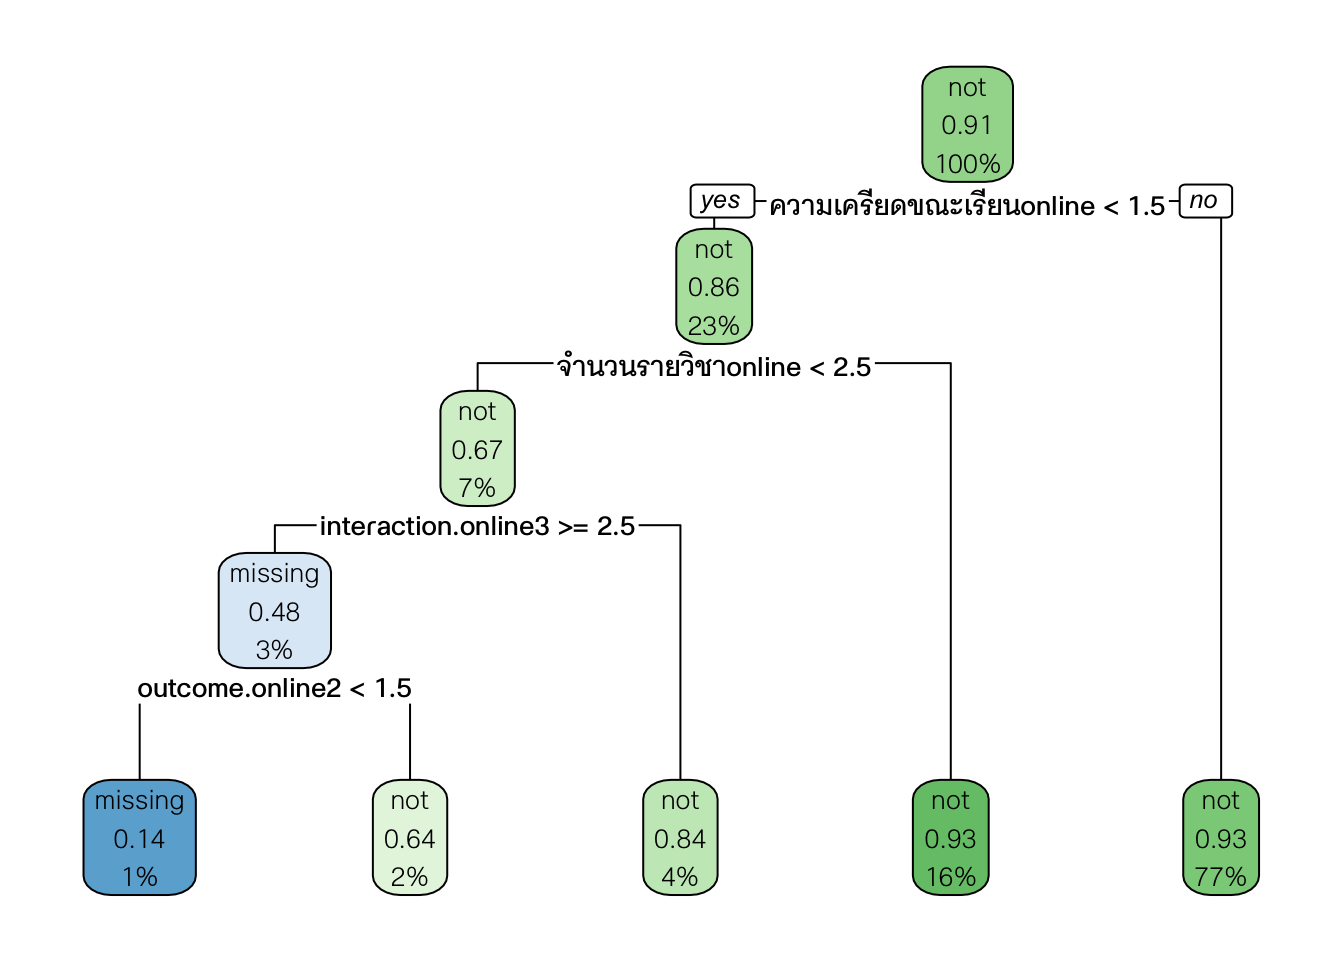 not
0.91
100%
yes
ความเครียดขณะเรียนonline < 1.5
no
not
0.86
23%
จำนวนรายวิชาonline < 2.5
not
0.67
7%
interaction.online3 >= 2.5
missing
0.48
3%
outcome.online2 < 1.5
missing
0.14
1%
not
0.64
2%
not
0.84
4%
not
0.93
16%
not
0.93
77%